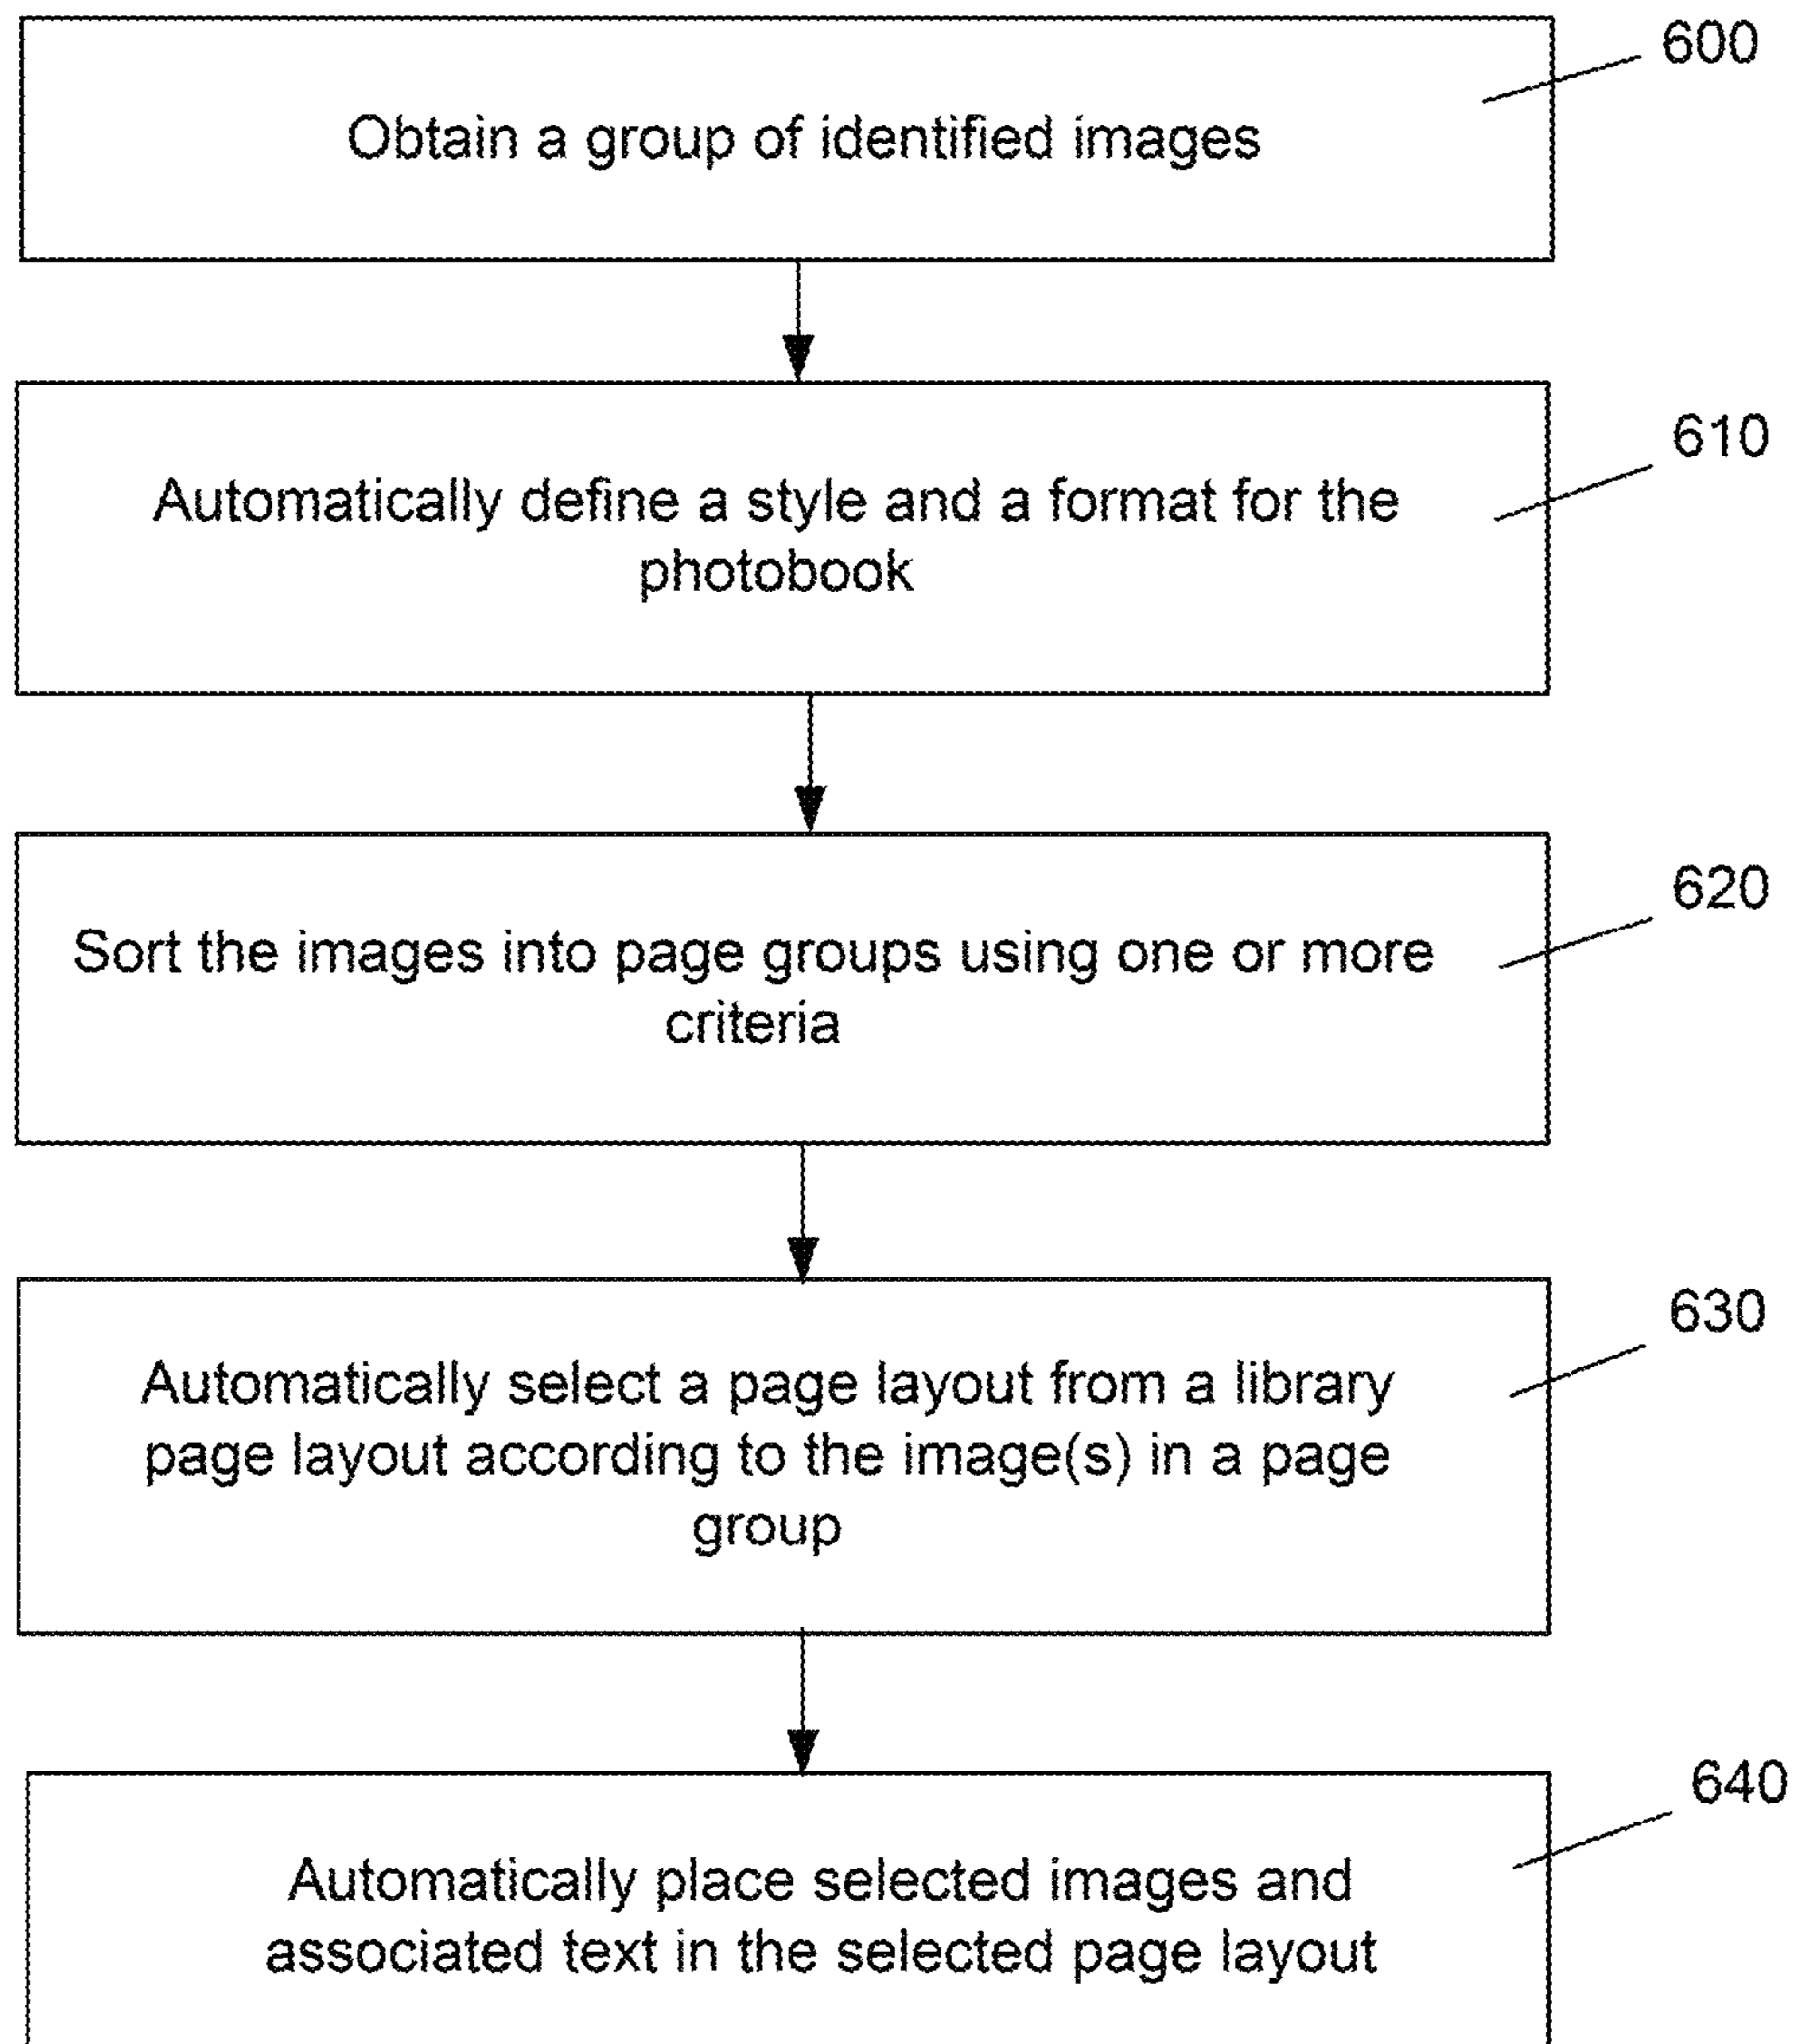 600
Obtain a group of identified images
610
Automatically define a style and a format for the
photobook
620
Sort the images into page groups using one or more
criteria
630
Automatically select a page layout from a library
page layout according to the image(s) in a page
group
640
Automatically place selected images and
associated text in the selected page layout